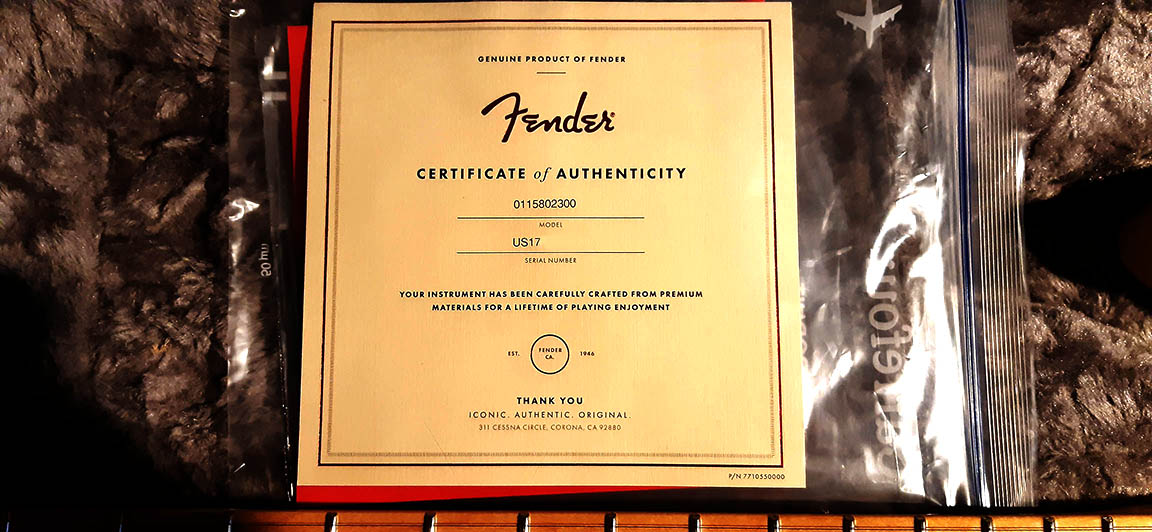 GENUINE PRODUCT OF FENDER
Fender
CERTIFICATE of AUTHENTICITY
0115802300
MODEL
US17
SERIAL NUMBER
YOUR INSTRUMENT HAS BEEN CAREFULLY CRAFTED FROM PREMIUM
MATERIALS FOR A LIFETIME OF PLAYING ENJOYMENT
EST. FENDER CA. 1946
THANK YOU
ICONIC. AUTHENTIC. ORIGINAL.
311 CESSNA CIRCLE, CORONA, CA 92880
P/N 7710550000